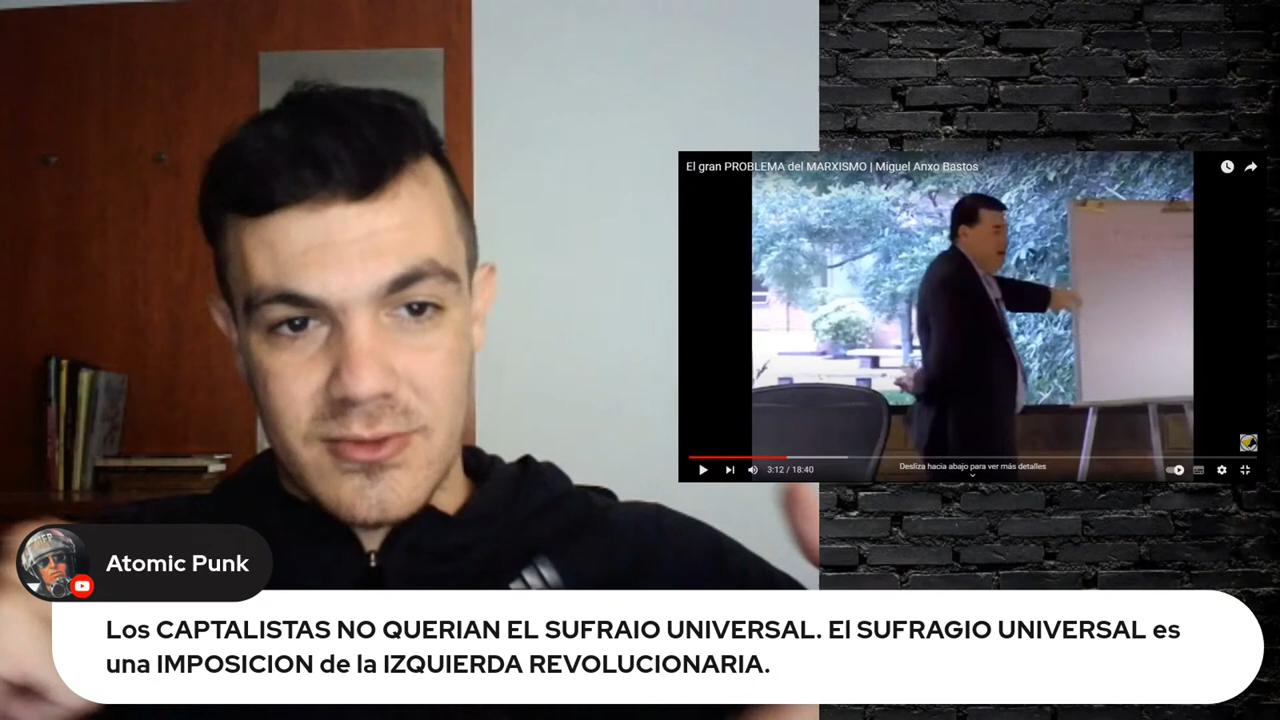 El gran PROBLEMA del MARXISMO | Miguel Anxo Bastos
3:12 / 18:40
Desliza hacia abajo para ver más detalles
Atomic Punk
Los CAPTALISTAS NO QUERIAN EL SUFRAIO UNIVERSAL. El SUFRAGIO UNIVERSAL es
una IMPOSICION de la IZQUIERDA REVOLUCIONARIA.